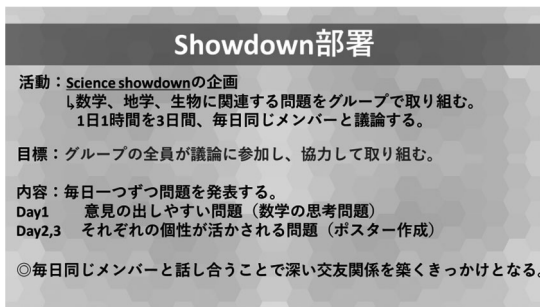 Showdown部署
活動：Science showdownの企画
↳数学、地学、生物に関連する問題をグループで取り組む。
1日1時間を3日間、毎日同じメンバーと議論する。
目標：グループの全員が議論に参加し、協力して取り組む。
内容：毎日一つずつ問題を発表する。
Day1 意見の出しやすい問題（数学の思考問題）
Day2,3 それぞれの個性が活かされる問題（ポスター作成）
◎毎日同じメンバーと話し合うことで深い交友関係を築くきっかけとなる。